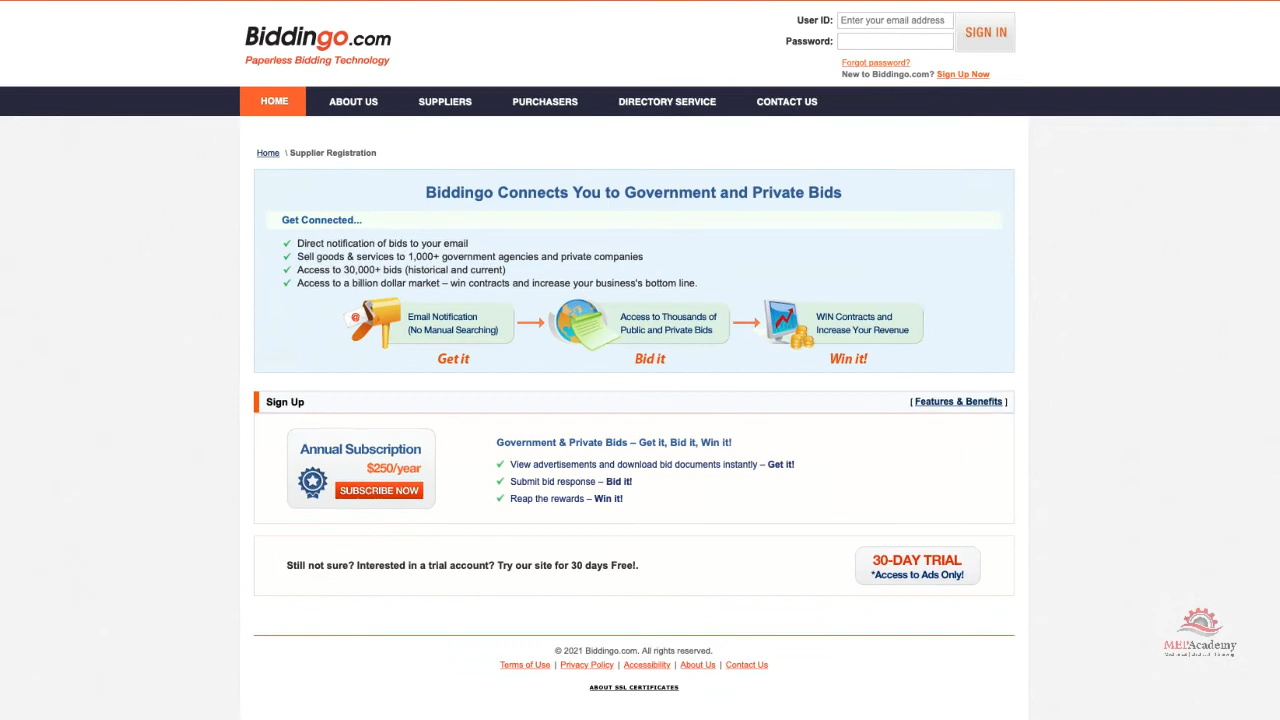 Biddingo.com
Paperless Bidding Technology
User ID: Enter your email address
Password:
SIGN IN
Forgot password?
New to Biddingo.com? Sign Up Now
HOME ABOUT US SUPPLIERS PURCHASERS DIRECTORY SERVICE CONTACT US
Home \ Supplier Registration
Biddingo Connects You to Government and Private Bids
Get Connected...
✓ Direct notification of bids to your email
✓ Sell goods & services to 1,000+ government agencies and private companies
✓ Access to 30,000+ bids (historical and current)
✓ Access to a billion dollar market – win contracts and increase your business's bottom line.
@
Email Notification
(No Manual Searching)
Get it
Access to Thousands of
Public and Private Bids
Bid it
WIN Contracts and
Increase Your Revenue
Win it!
Sign Up
[ Features & Benefits ]
Annual Subscription
$250/year
SUBSCRIBE NOW
Government & Private Bids – Get it, Bid it, Win it!
✓ View advertisements and download bid documents instantly – Get it!
✓ Submit bid response – Bid it!
✓ Reap the rewards – Win it!
Still not sure? Interested in a trial account? Try our site for 30 days Free!.
30-DAY TRIAL
*Access to Ads Only!
© 2021 Biddingo.com. All rights reserved.
Terms of Use | Privacy Policy | Accessibility | About Us | Contact Us
ABOUT SSL CERTIFICATES
MEPAcademy